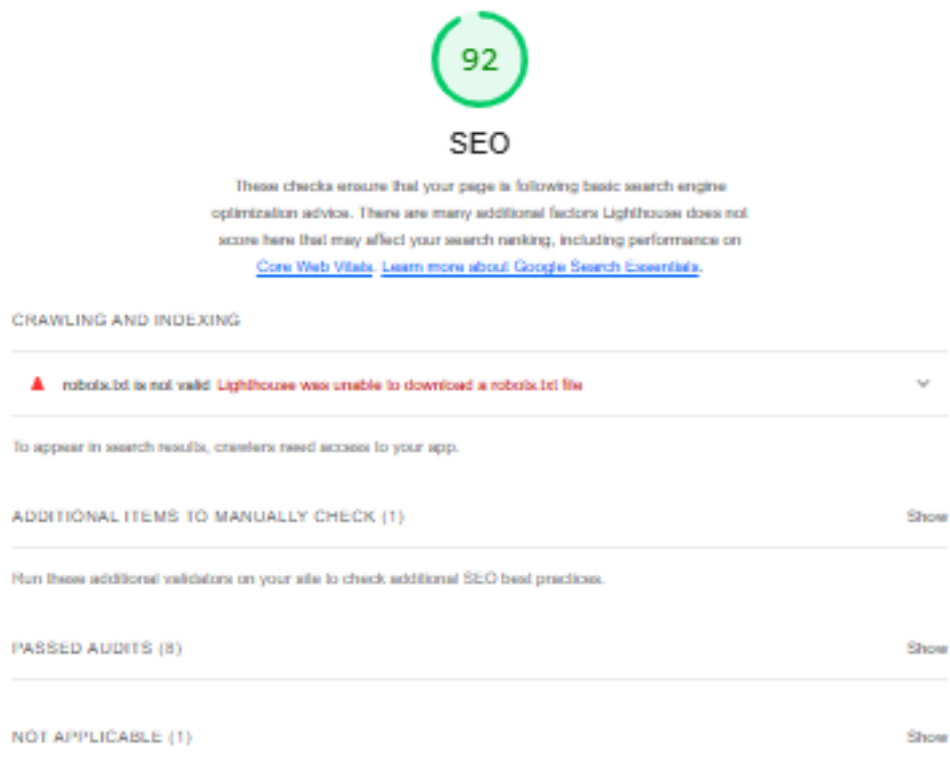 92
SEO
These checks ensure that your page is following basic search engine
optimization advice. There are many additional factors Lighthouse does not
score here that may affect your search ranking, including performance on
Core Web Vitals. Learn more about Google Search Essentials.
CRAWLING AND INDEXING
robots.txt is not valid Lighthouse was unable to download a robots.txt file
To appear in search results, crawlers need access to your app.
ADDITIONAL ITEMS TO MANUALLY CHECK (1) Show
Run these additional validators on your site to check additional SEO best practices.
PASSED AUDITS (8) Show
NOT APPLICABLE (1) Show